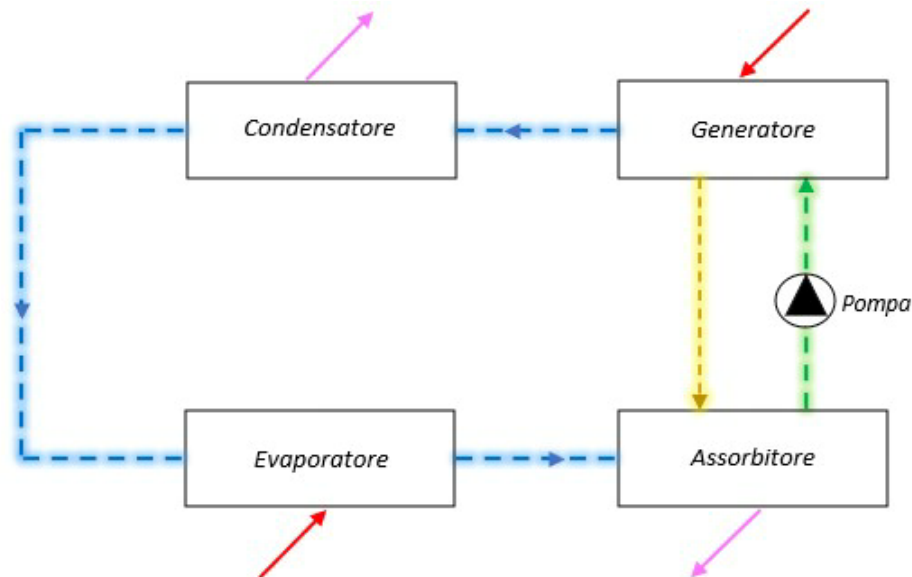 Condensatore
Generatore
Pompa
Evaporatore
Assorbitore